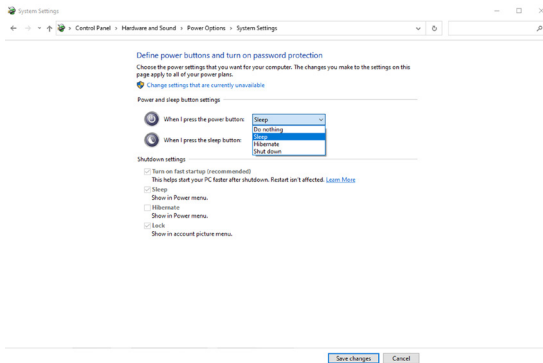 System Settings
Control Panel > Hardware and Sound > Power Options > System Settings
Define power buttons and turn on password protection
Choose the power settings that you want for your computer. The changes you make to the settings on this
page apply to all of your power plans.
Change settings that are currently unavailable
Power and sleep button settings
When I press the power button: Sleep
Do nothing
Sleep
When I press the sleep button: Hibernate
Shut down
Shutdown settings
Turn on fast startup (recommended)
This helps start your PC faster after shutdown. Restart isn't affected. Learn More
Sleep
Show in Power menu.
Hibernate
Show in Power menu.
Lock
Show in account picture menu.
Save changes Cancel